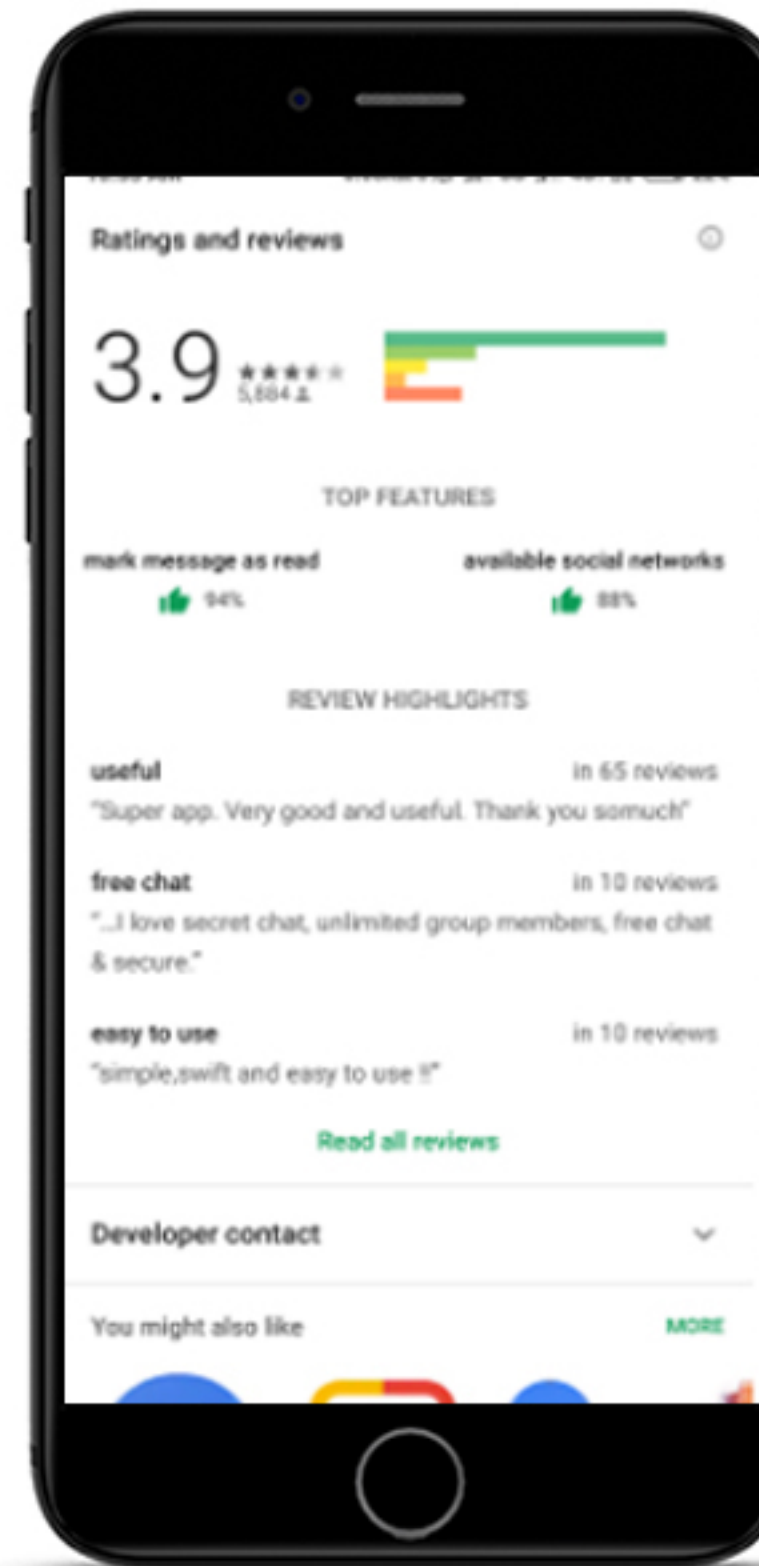 Ratings and reviews
3.9
TOP FEATURES
mark message as read
available social networks
94%
88%
REVIEW HIGHLIGHTS
useful
in 65 reviews
"Super app. Very good and useful. Thank you somuch"
free chat
in 10 reviews
"...I love secret chat, unlimited group members, free chat
& secure."
easy to use
in 10 reviews
"simple,swift and easy to use !!"
Read all reviews
Developer contact
You might also like
MORE